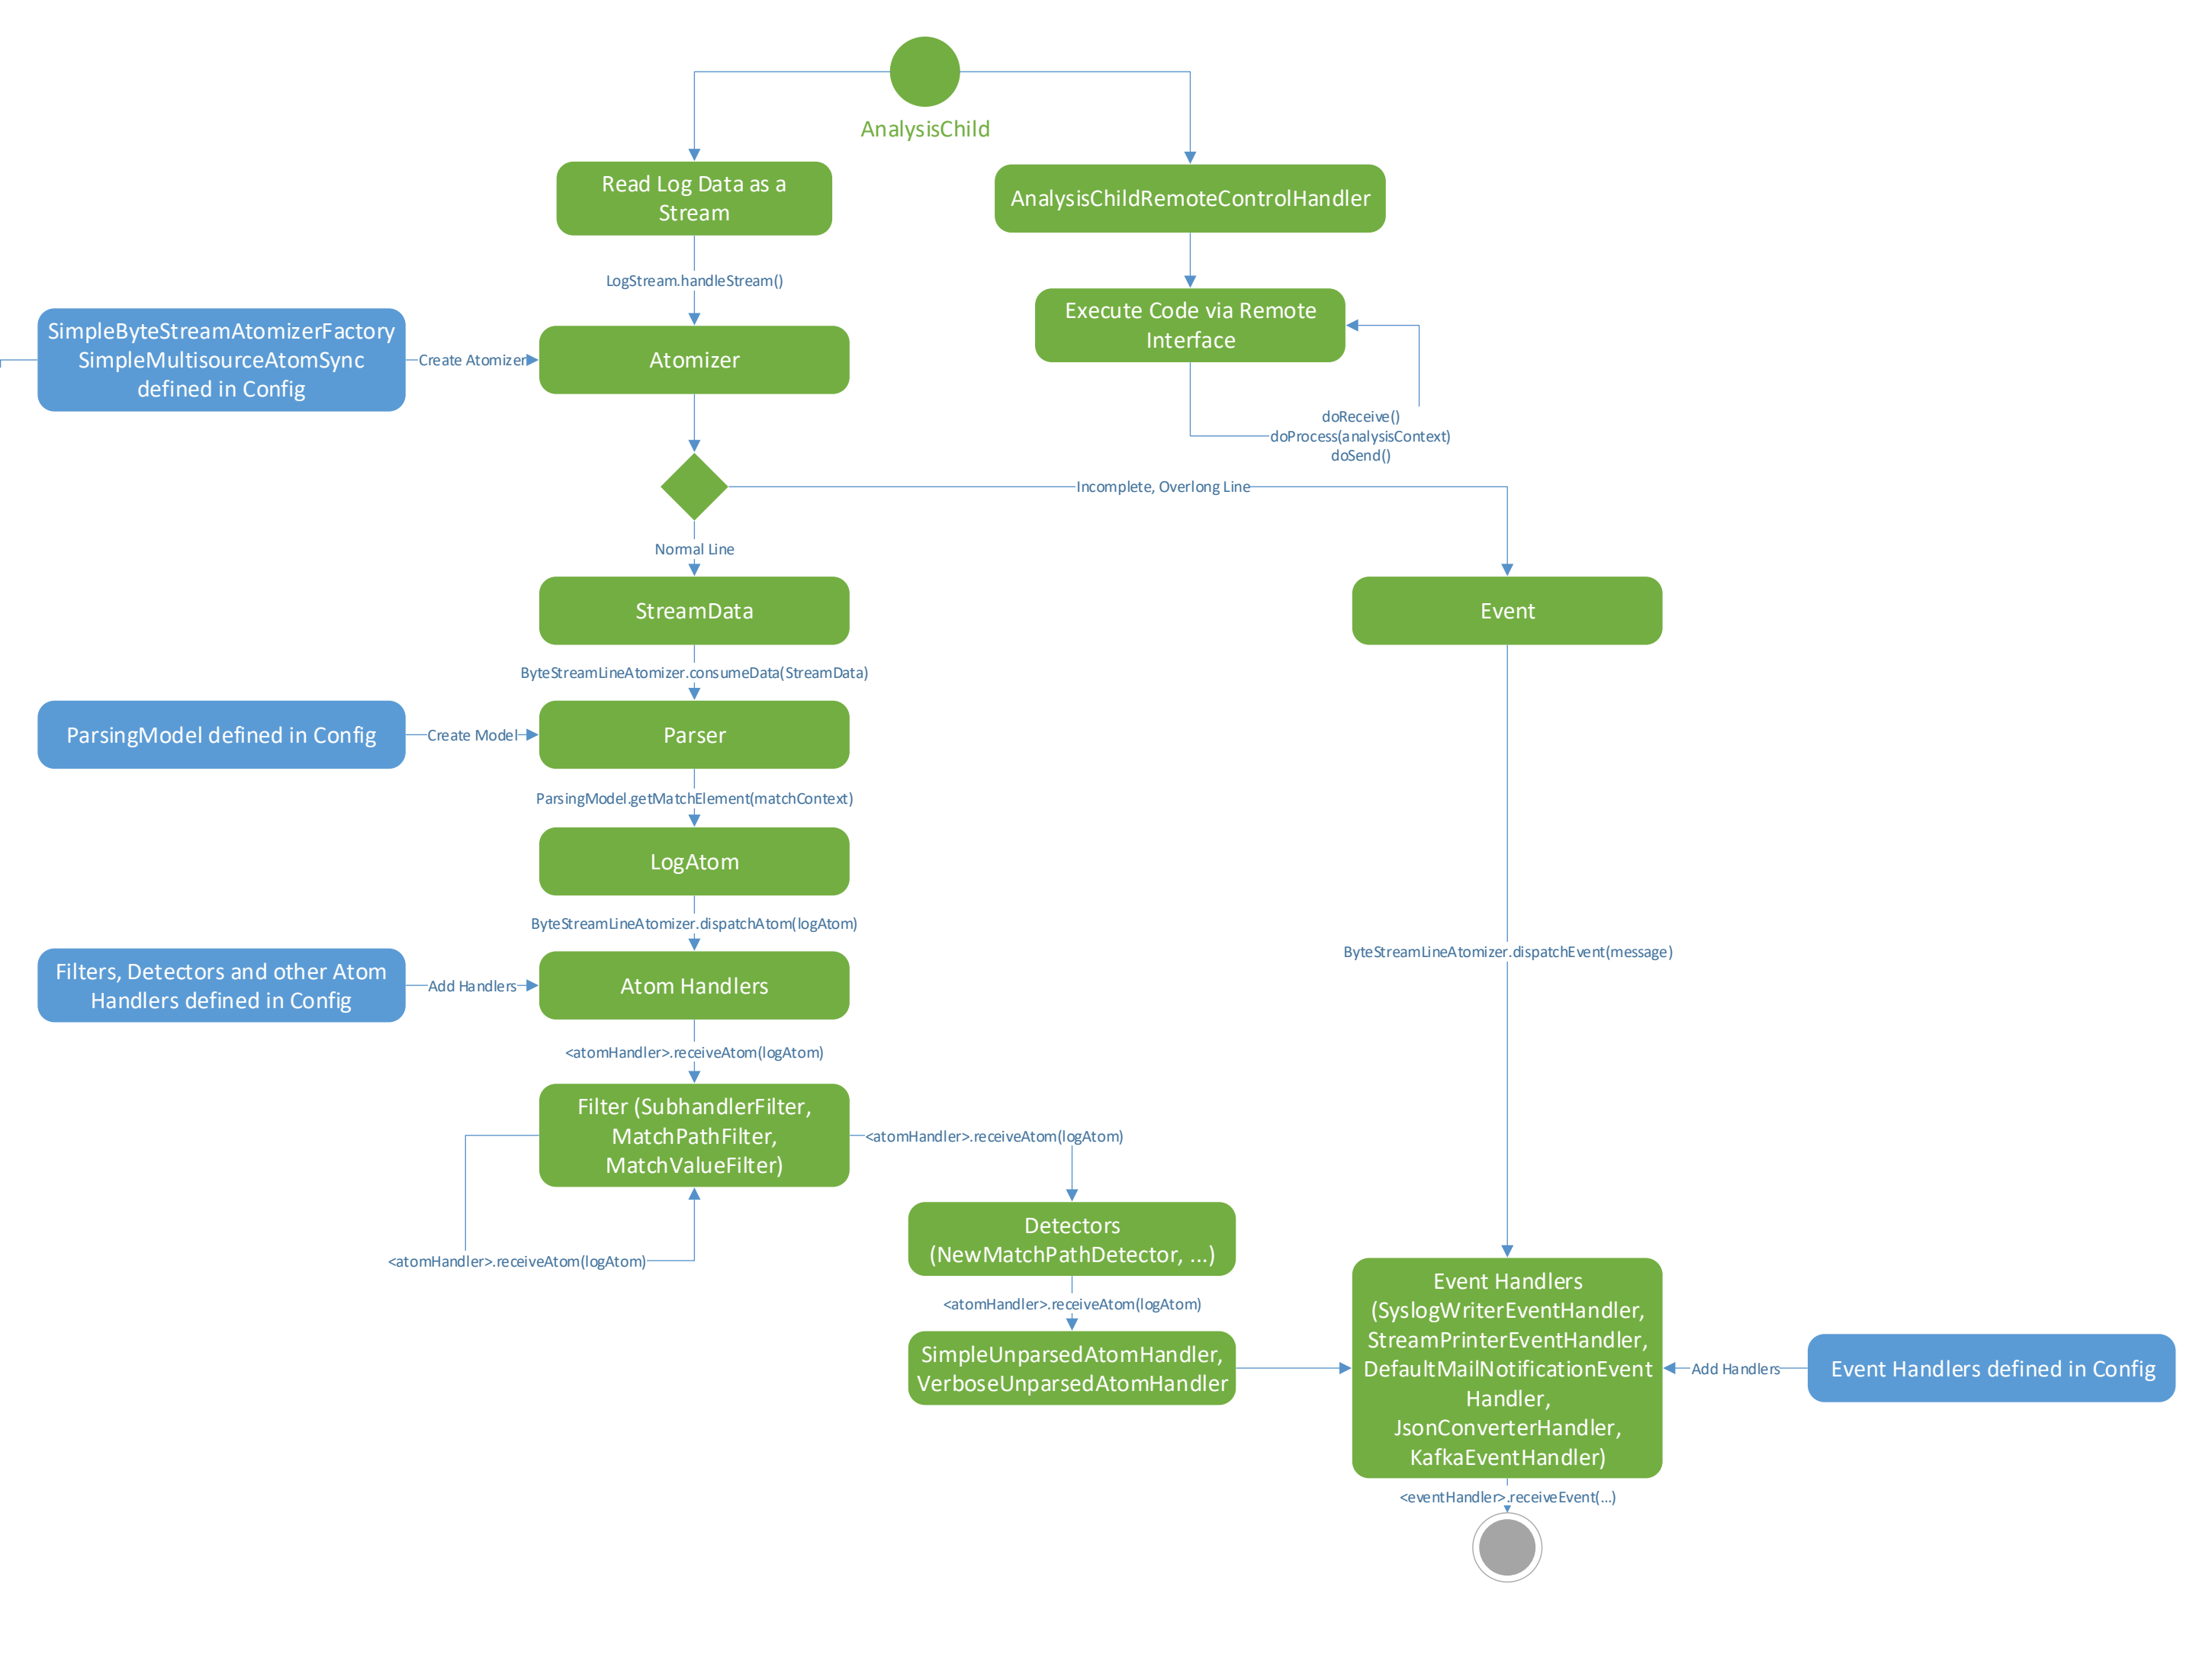 AnalysisChild
Read Log Data as a
Stream
AnalysisChildRemoteControlHandler
LogStream.handleStream()
Execute Code via Remote
Interface
SimpleByteStreamAtomizerFactory
SimpleMultisourceAtomSync
defined in Config
Create Atomizer
Atomizer
doReceive()
doProcess(analysisContext)
doSend()
Incomplete, Overlong Line
Normal Line
StreamData
Event
ByteStreamLineAtomizer.consumeData(StreamData)
ParsingModel defined in Config
Create Model
Parser
ParsingModel.getMatchElement(matchContext)
LogAtom
ByteStreamLineAtomizer.dispatchAtom(logAtom)
ByteStreamLineAtomizer.dispatchEvent(message)
Filters, Detectors and other Atom
Handlers defined in Config
Add Handlers
Atom Handlers
<atomHandler>.receiveAtom(logAtom)
Filter (SubhandlerFilter,
MatchPathFilter,
MatchValueFilter)
<atomHandler>.receiveAtom(logAtom)
<atomHandler>.receiveAtom(logAtom)
Detectors
(NewMatchPathDetector, ...)
<atomHandler>.receiveAtom(logAtom)
SimpleUnparsedAtomHandler,
VerboseUnparsedAtomHandler
Event Handlers
(SyslogWriterEventHandler,
StreamPrinterEventHandler,
DefaultMailNotificationEvent
Handler,
JsonConverterHandler,
KafkaEventHandler)
Add Handlers
Event Handlers defined in Config
<eventHandler>.receiveEvent(...)